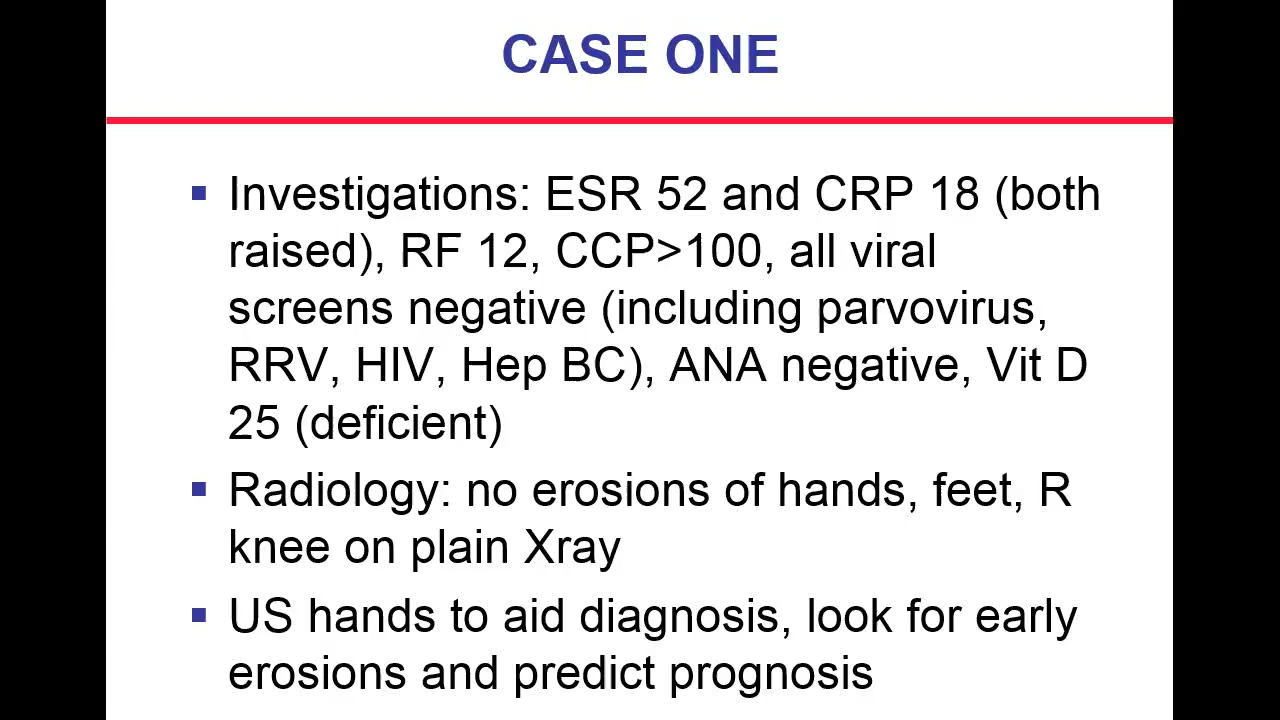 CASE ONE
▪ Investigations: ESR 52 and CRP 18 (both
raised), RF 12, CCP>100, all viral
screens negative (including parvovirus,
RRV, HIV, Hep BC), ANA negative, Vit D
25 (deficient)
▪ Radiology: no erosions of hands, feet, R
knee on plain Xray
▪ US hands to aid diagnosis, look for early
erosions and predict prognosis